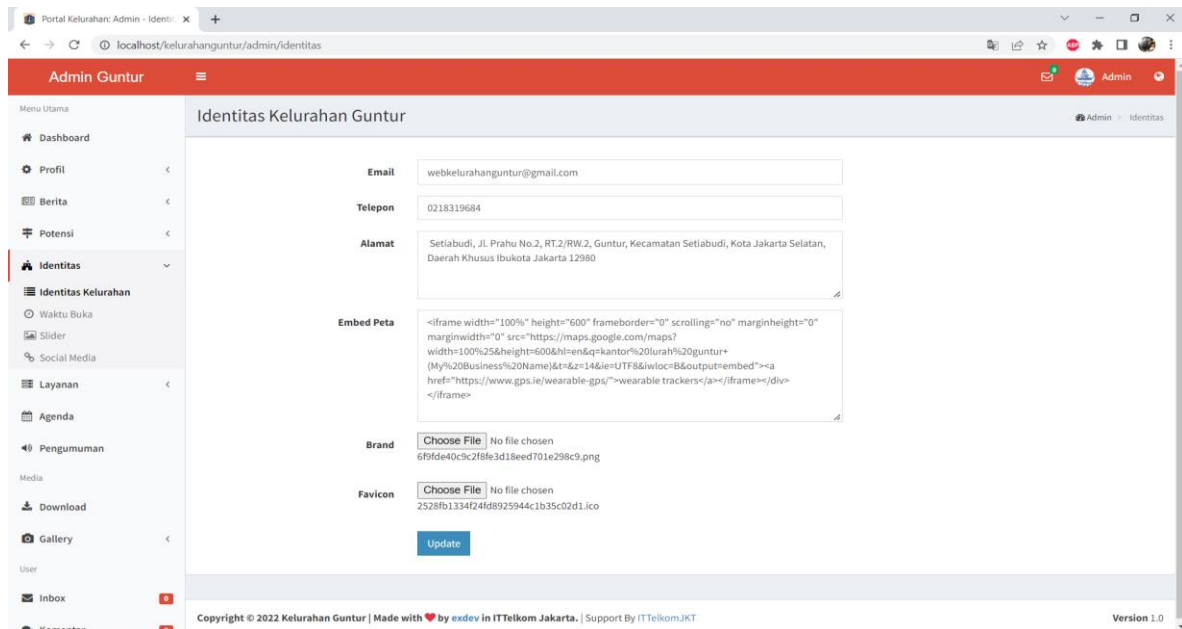 Portal Kelurahan: Admin - Identit
localhost/kelurahanguntur/admin/identitas
Admin Guntur
Admin
Menu Utama
Identitas Kelurahan Guntur
Admin > Identitas
Dashboard
Profil
Berita
Potensi
Identitas
Identitas Kelurahan
Waktu Buka
Slider
Social Media
Layanan
Agenda
Pengumuman
Media
Download
Gallery
User
Inbox 0
Komentar
Email
webkelurahanguntur@gmail.com
Telepon
0218319684
Alamat
Setiabudi, Jl. Prahu No.2, RT.2/RW.2, Guntur, Kecamatan Setiabudi, Kota Jakarta Selatan,
Daerah Khusus Ibukota Jakarta 12980
Embed Peta
<iframe width="100%" height="600" frameborder="0" scrolling="no" marginheight="0"
marginwidth="0" src="https://maps.google.com/maps?
width=100%25&height=600&hl=en&q=kantor%20lurah%20guntur+
(My%20Business%20Name)&t=&z=14&ie=UTF8&iwloc=B&output=embed"><a
href="https://www.gps.ie/wearable-gps/">wearable trackers</a></iframe></div>
</iframe>
Brand
Choose File No file chosen
6f9fde40c9c2f8fe3d18eed701e298c9.png
Favicon
Choose File No file chosen
2528fb1334f24fd8925944c1b35c02d1.ico
Update
Copyright © 2022 Kelurahan Guntur | Made with ❤ by exdev in ITTelkom Jakarta. | Support By ITTelkomJKT
Version 1.0